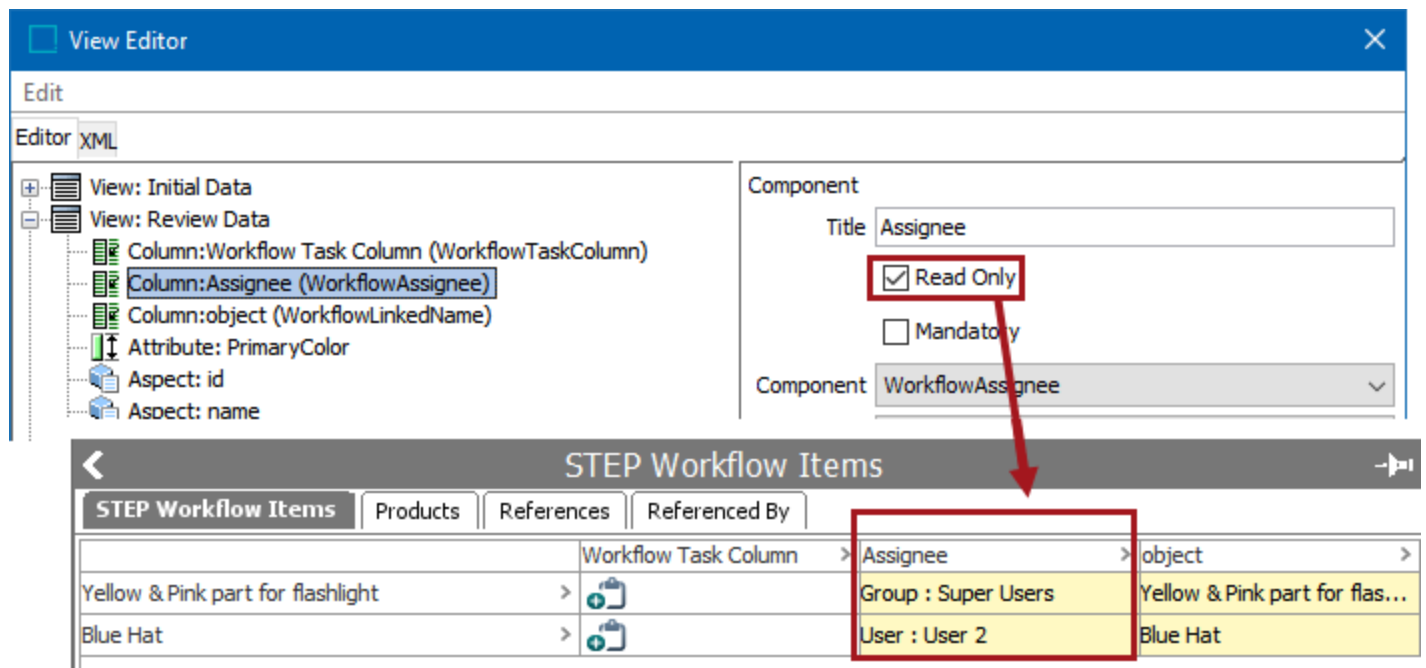 View Editor
Edit
Editor XML
View: Initial Data
View: Review Data
Column:Workflow Task Column (WorkflowTaskColumn)
Column:Assignee (WorkflowAssignee)
Column:object (WorkflowLinkedName)
Attribute: PrimaryColor
Aspect: id
Aspect: name
Component
Title Assignee
Read Only
Mandatory
Component WorkflowAssignee
STEP Workflow Items
STEP Workflow Items Products References Referenced By
Workflow Task Column > Assignee > object >
Yellow & Pink part for flashlight > Group : Super Users Yellow & Pink part for flas...
Blue Hat > User : User 2 Blue Hat